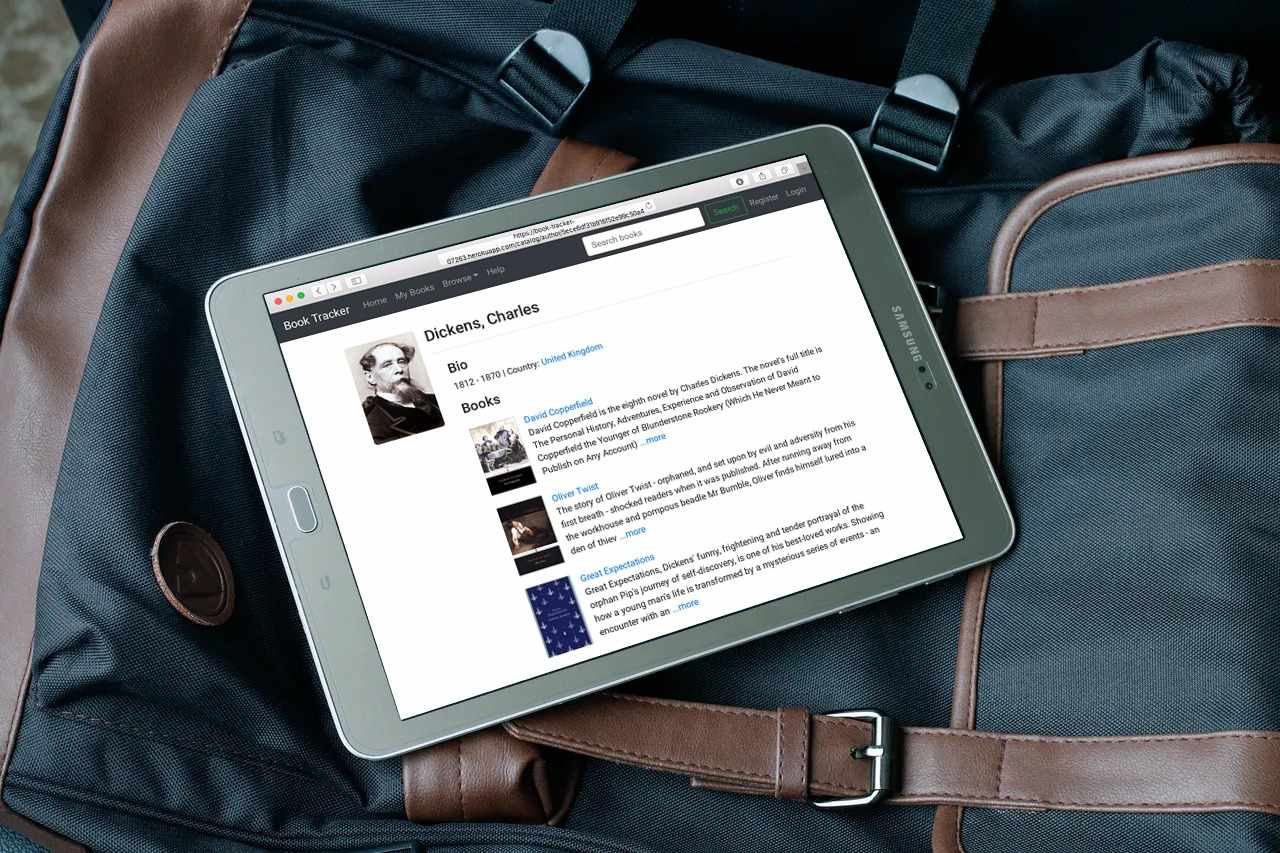 https://book-tracker-
07263.herokuapp.com/catalog/author/5ece6df31b916f52e99c50a4
Book Tracker Home My Books Browse Help Search books Search Register Login
Dickens, Charles
Bio
1812 - 1870 | Country: United Kingdom
Books
David Copperfield
David Copperfield is the eighth novel by Charles Dickens. The novel's full title is
The Personal History, Adventures, Experience and Observation of David
Copperfield the Younger of Blunderstone Rookery (Which He Never Meant to
Publish on Any Account) ...more
Oliver Twist
The story of Oliver Twist - orphaned, and set upon by evil and adversity from his
first breath - shocked readers when it was published. After running away from
the workhouse and pompous beadle Mr Bumble, Oliver finds himself lured into a
den of thiev ...more
Great Expectations
Great Expectations, Dickens' funny, frightening and tender portrayal of the
orphan Pip's journey of self-discovery, is one of his best-loved works. Showing
how a young man's life is transformed by a mysterious series of events - an
encounter with an ...more
SAMSUNG